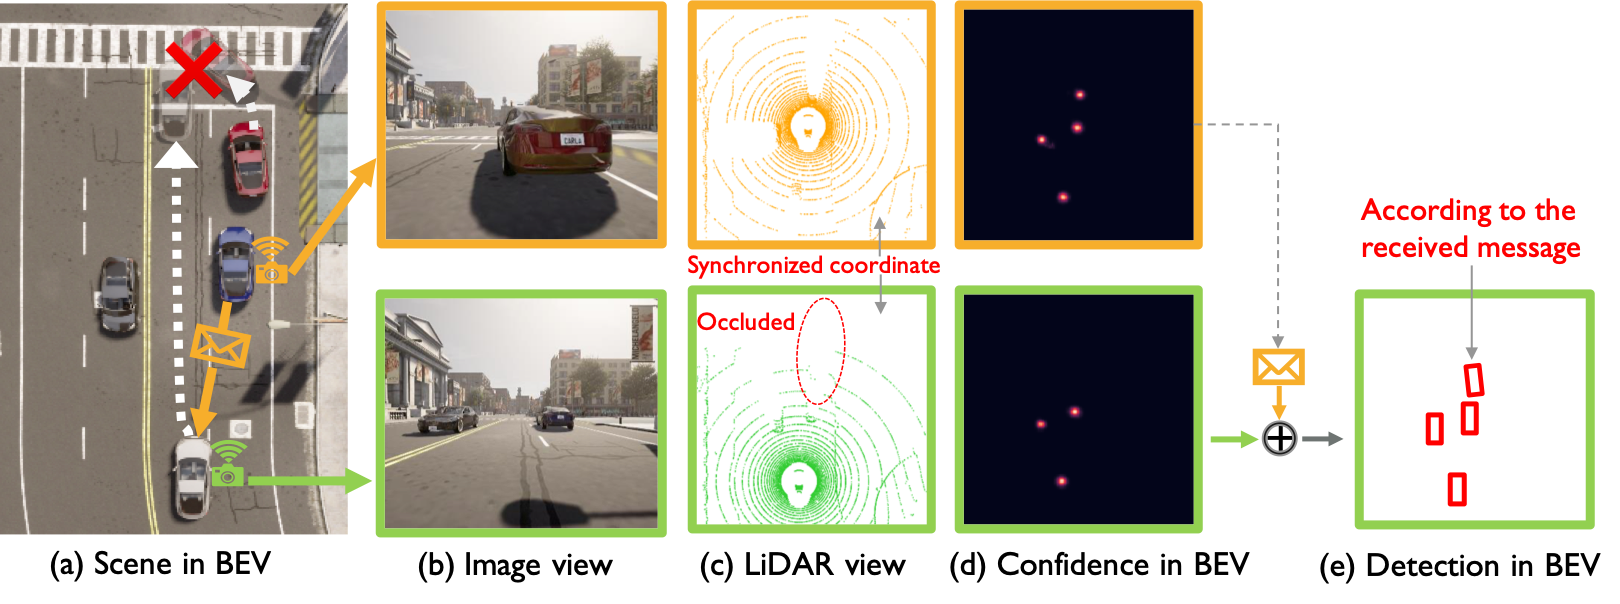 CARLA
Synchronized coordinate
Occluded
According to the
received message
(a) Scene in BEV
(b) Image view
(c) LiDAR view
(d) Confidence in BEV
(e) Detection in BEV